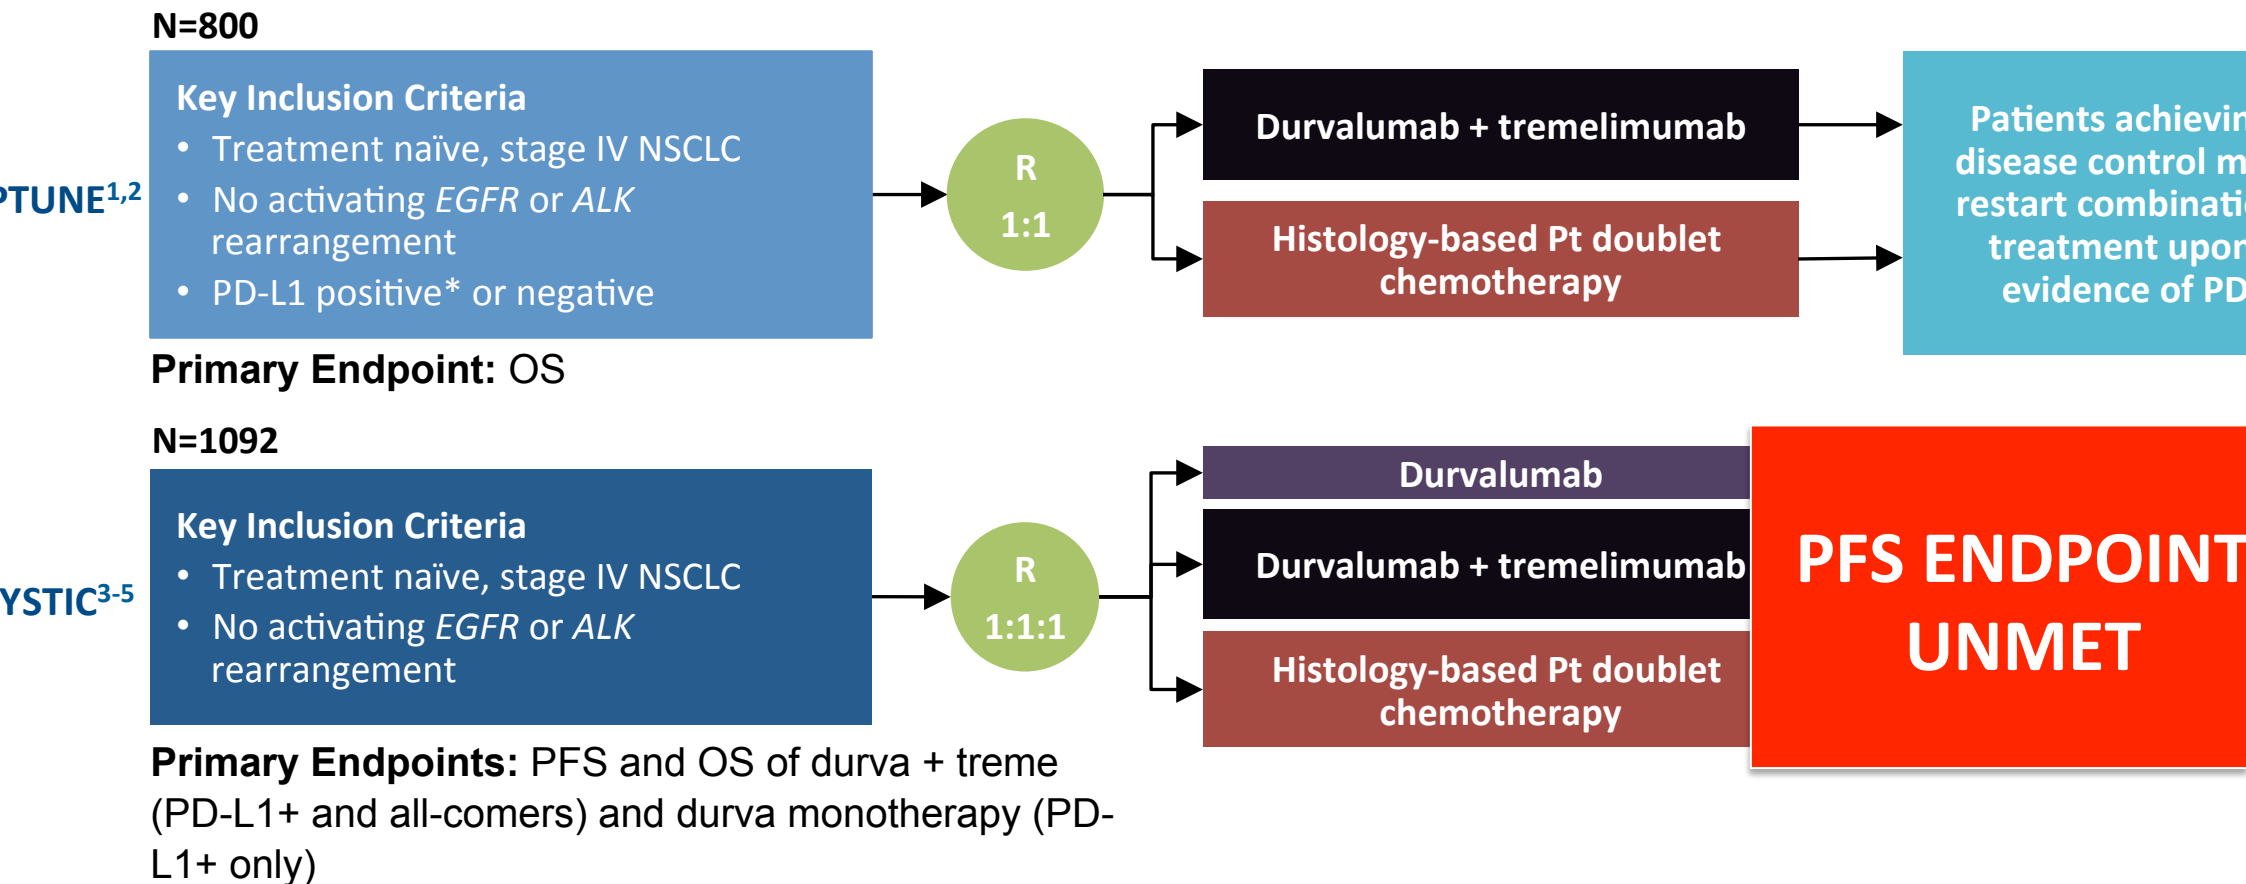 N=800
Key Inclusion Criteria
• Treatment naïve, stage IV NSCLC
• No activating EGFR or ALK
rearrangement
• PD-L1 positive* or negative
PTUNE1,2
R
1:1
Durvalumab + tremelimumab
Histology-based Pt doublet
chemotherapy
Patients achievin
disease control m
restart combinati
treatment upon
evidence of PD
Primary Endpoint: OS
N=1092
Key Inclusion Criteria
• Treatment naïve, stage IV NSCLC
• No activating EGFR or ALK
rearrangement
YSTIC3-5
R
1:1:1
Durvalumab
Durvalumab + tremelimumab
Histology-based Pt doublet
chemotherapy
PFS ENDPOINT
UNMET
Primary Endpoints: PFS and OS of durva + treme
(PD-L1+ and all-comers) and durva monotherapy (PD-
L1+ only)